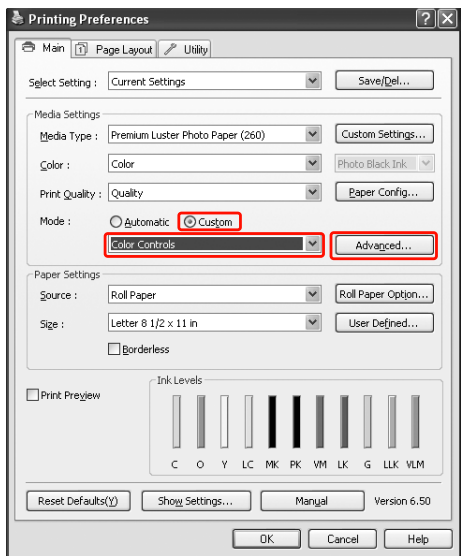 Printing Preferences
Main Page Layout Utility
Select Setting : Current Settings Save/Del...
Media Settings
Media Type : Premium Luster Photo Paper (260) Custom Settings...
Color : Color Photo Black Ink
Print Quality : Quality Paper Config...
Mode : Automatic Custom
Color Controls Advanced...
Paper Settings
Source : Roll Paper Roll Paper Option...
Size : Letter 8 1/2 x 11 in User Defined...
Borderless
Print Preview
Ink Levels
C O Y LC MK PK VM LK G LLK VLM
Reset Defaults(Y) Show Settings... Manual Version 6.50
OK Cancel Help